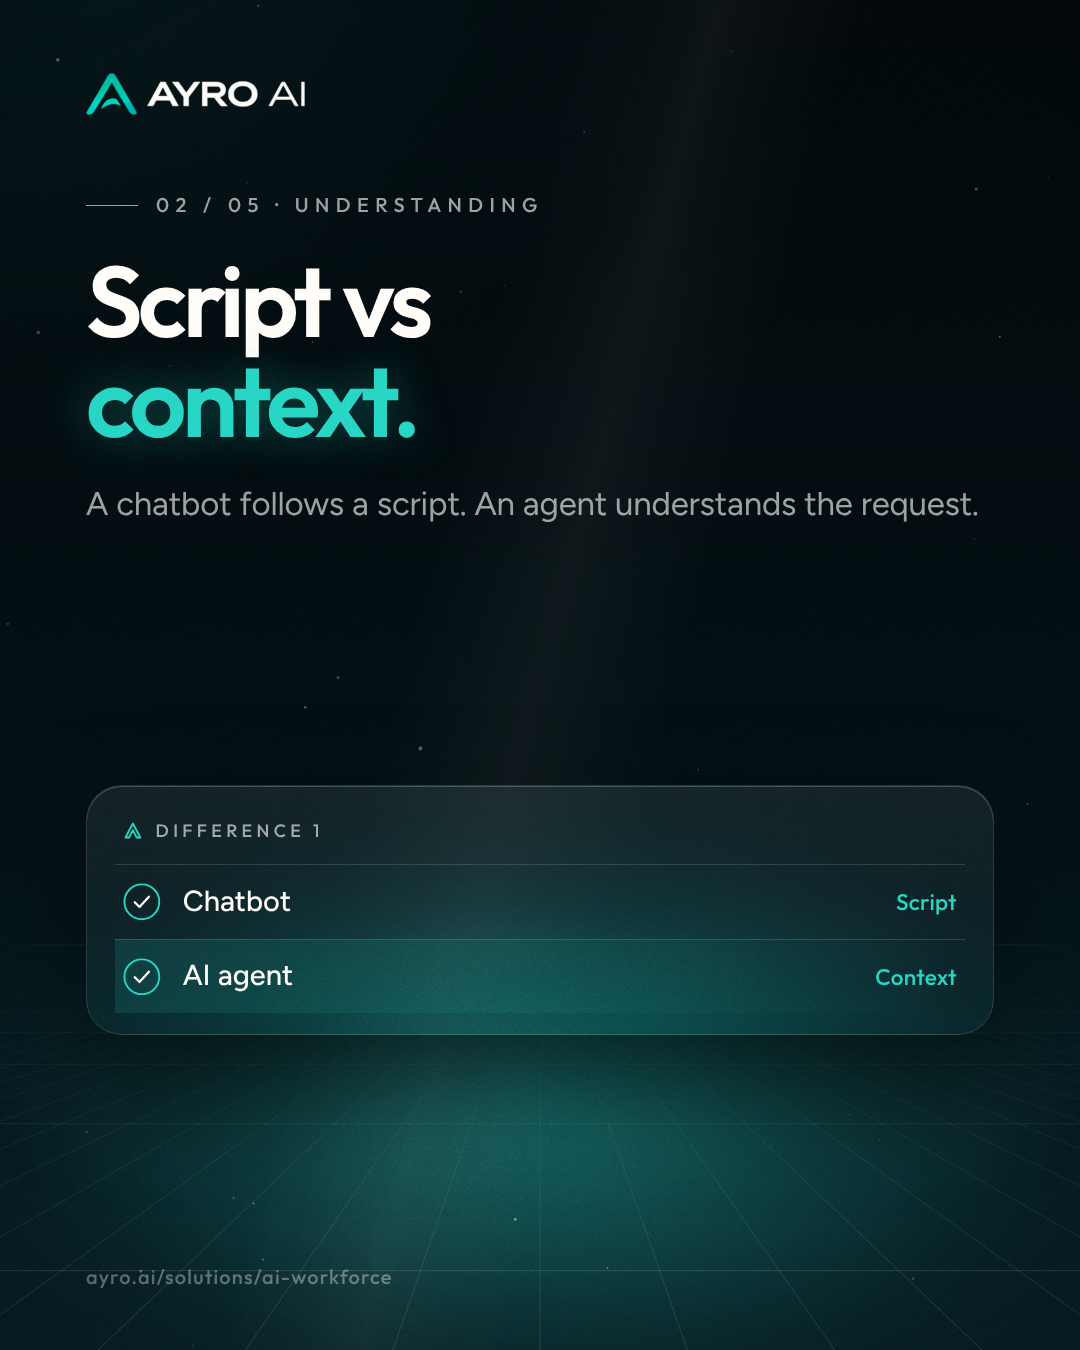 AYRO AI
02 / 05 · UNDERSTANDING
Script vs
context.
A chatbot follows a script. An agent understands the request.
DIFFERENCE 1
Chatbot Script
AI agent Context
ayro.ai/solutions/ai-workforce